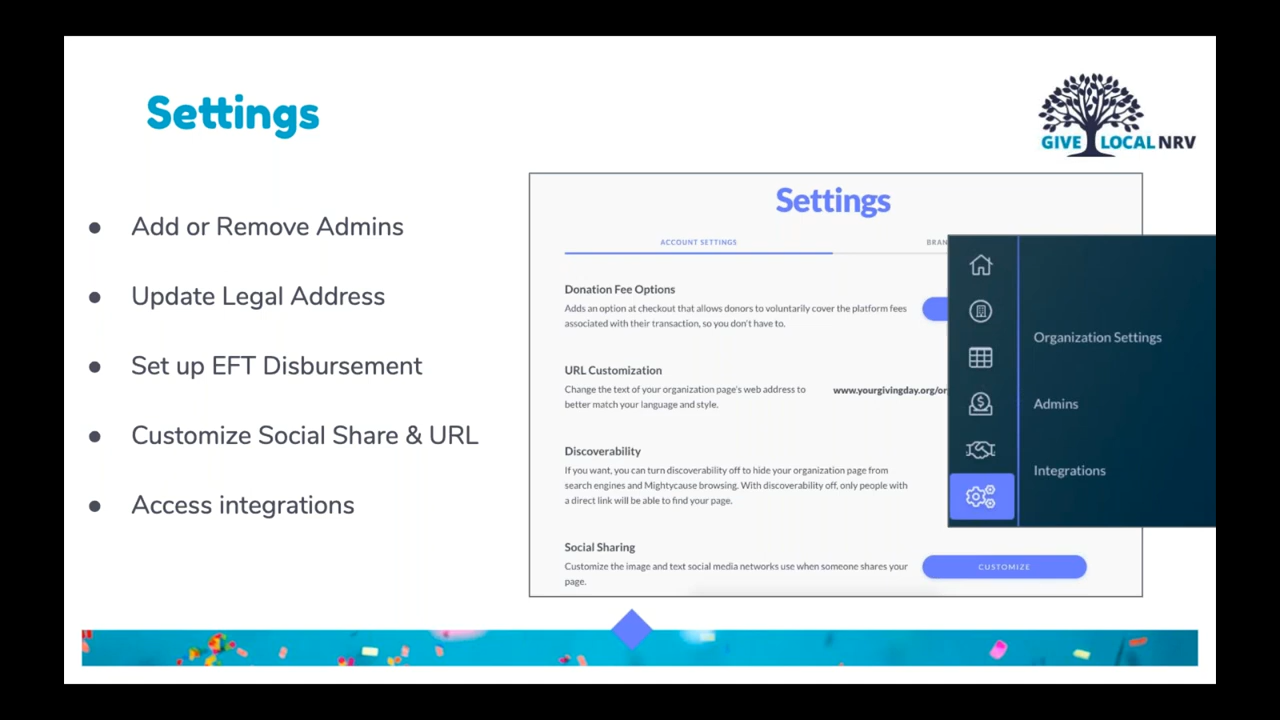 Settings
GIVE LOCAL NRV
● Add or Remove Admins
● Update Legal Address
● Set up EFT Disbursement
● Customize Social Share & URL
● Access integrations
Settings
ACCOUNT SETTINGS
BRAN
Donation Fee Options
Adds an option at checkout that allows donors to voluntarily cover the platform fees
associated with their transaction, so you don't have to.
URL Customization
Change the text of your organization page's web address to
better match your language and style.
www.yourgivingday.org/or
Discoverability
If you want, you can turn discoverability off to hide your organization page from
search engines and Mightycause browsing. With discoverability off, only people with
a direct link will be able to find your page.
Social Sharing
Customize the image and text social media networks use when someone shares your
page.
CUSTOMIZE
Organization Settings
Admins
Integrations